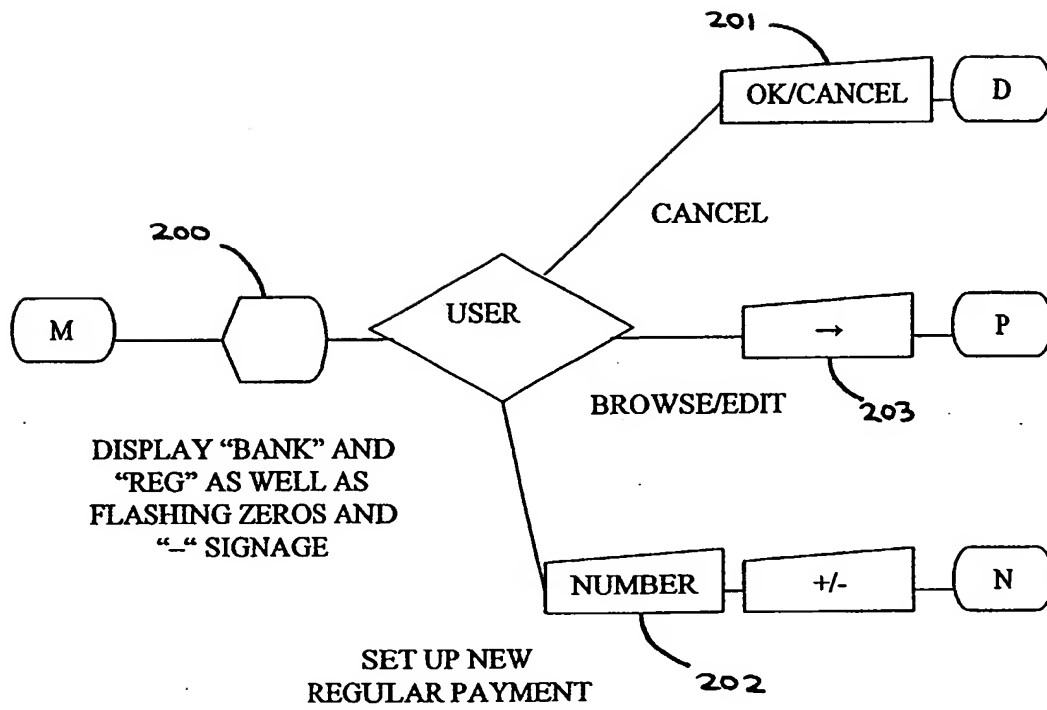 201
OK/CANCEL
D
CANCEL
200
M
USER
→
P
BROWSE/EDIT
203
DISPLAY “BANK” AND
“REG” AS WELL AS
FLASHING ZEROS AND
“–“ SIGNAGE
NUMBER
+/-
N
202
SET UP NEW
REGULAR PAYMENT